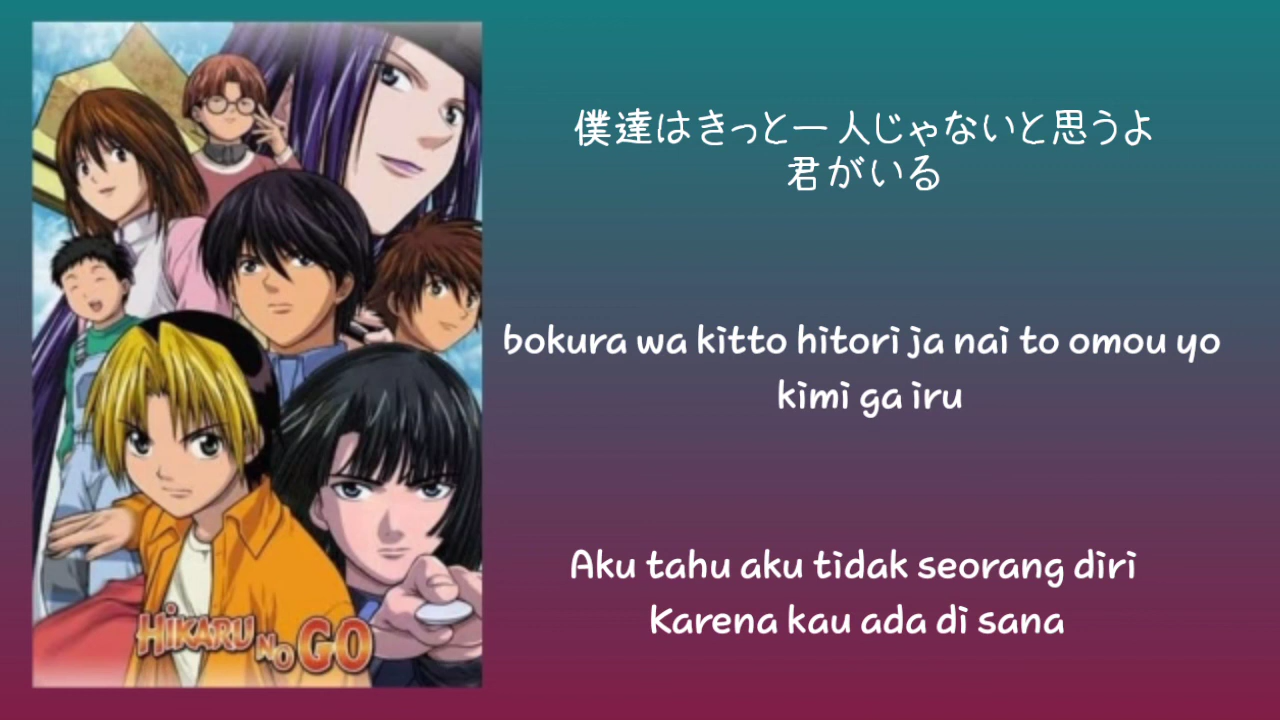 僕達はきっと一人じゃないと思うよ
君がいる
bokura wa kitto hitori ja nai to omou yo
kimi ga iru
Aku tahu aku tidak seorang diri
Karena kau ada di sana
HIKARU NO GO